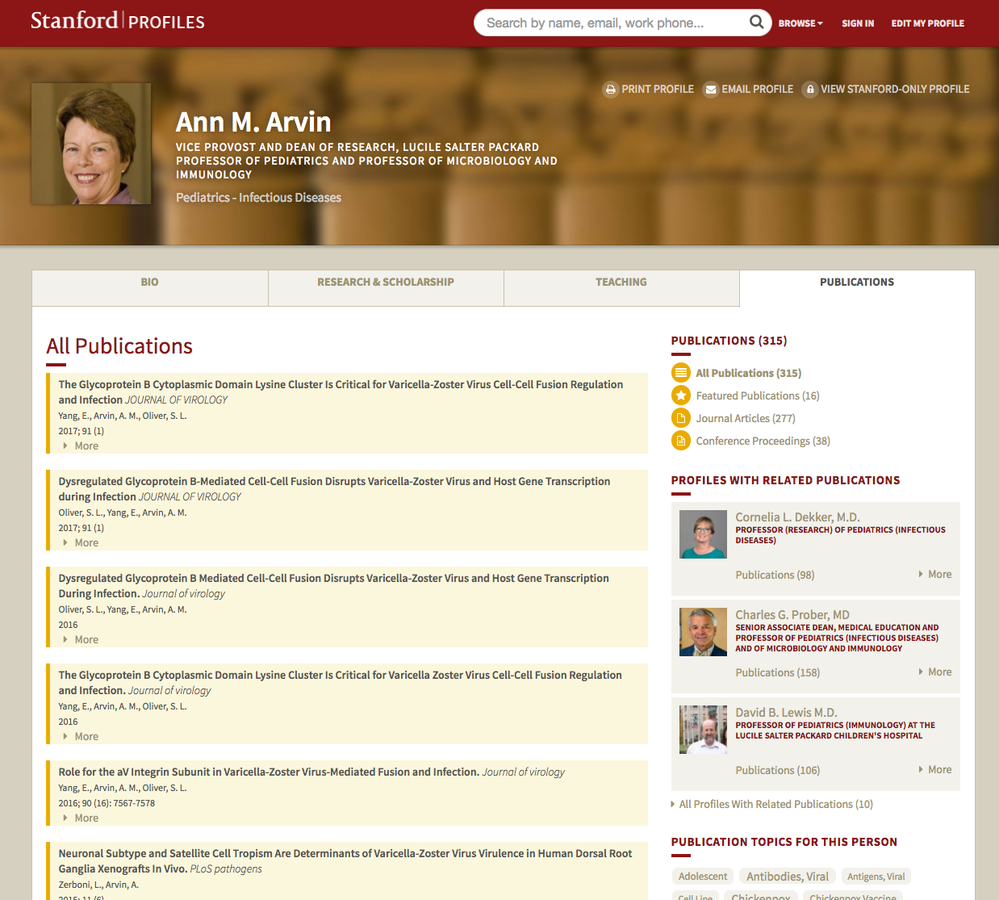 Stanford PROFILES
Search by name, email, work phone...
BROWSE
SIGN IN
EDIT MY PROFILE
PRINT PROFILE
EMAIL PROFILE
VIEW STANFORD-ONLY PROFILE
Ann M. Arvin
VICE PROVOST AND DEAN OF RESEARCH, LUCILE SALTER PACKARD
PROFESSOR OF PEDIATRICS AND PROFESSOR OF MICROBIOLOGY AND
IMMUNOLOGY
Pediatrics - Infectious Diseases
BIO
RESEARCH & SCHOLARSHIP
TEACHING
PUBLICATIONS
All Publications
The Glycoprotein B Cytoplasmic Domain Lysine Cluster Is Critical for Varicella-Zoster Virus Cell-Cell Fusion Regulation
and Infection JOURNAL OF VIROLOGY
Yang, E., Arvin, A. M., Oliver, S. L.
2017; 91 (1)
More
Dysregulated Glycoprotein B-Mediated Cell-Cell Fusion Disrupts Varicella-Zoster Virus and Host Gene Transcription
during Infection JOURNAL OF VIROLOGY
Oliver, S. L., Yang, E., Arvin, A. M.
2017; 91 (1)
More
Dysregulated Glycoprotein B Mediated Cell-Cell Fusion Disrupts Varicella-Zoster Virus and Host Gene Transcription
During Infection. Journal of virology
Oliver, S. L., Yang, E., Arvin, A. M.
2016
More
The Glycoprotein B Cytoplasmic Domain Lysine Cluster Is Critical for Varicella Zoster Virus Cell-Cell Fusion Regulation
and Infection. Journal of virology
Yang, E., Arvin, A. M., Oliver, S. L.
2016
More
Role for the aV Integrin Subunit in Varicella-Zoster Virus-Mediated Fusion and Infection. Journal of virology
Yang, E., Arvin, A. M., Oliver, S. L.
2016; 90 (16): 7567-7578
More
Neuronal Subtype and Satellite Cell Tropism Are Determinants of Varicella-Zoster Virus Virulence in Human Dorsal Root
Ganglia Xenografts In Vivo. PLoS pathogens
Zerboni, L., Arvin, A.
2015; 11 (6)
PUBLICATIONS (315)
All Publications (315)
Featured Publications (16)
Journal Articles (277)
Conference Proceedings (38)
PROFILES WITH RELATED PUBLICATIONS
Cornelia L. Dekker, M.D.
PROFESSOR (RESEARCH) OF PEDIATRICS (INFECTIOUS
DISEASES)
Publications (98)
More
Charles G. Prober, MD
SENIOR ASSOCIATE DEAN, MEDICAL EDUCATION AND
PROFESSOR OF PEDIATRICS (INFECTIOUS DISEASES)
AND OF MICROBIOLOGY AND IMMUNOLOGY
Publications (158)
More
David B. Lewis M.D.
PROFESSOR OF PEDIATRICS (IMMUNOLOGY) AT THE
LUCILE SALTER PACKARD CHILDREN'S HOSPITAL
Publications (106)
More
All Profiles With Related Publications (10)
PUBLICATION TOPICS FOR THIS PERSON
Adolescent
Antibodies, Viral
Antigens, Viral
Cell Line
Chickenpox
Chickenpox Vaccine